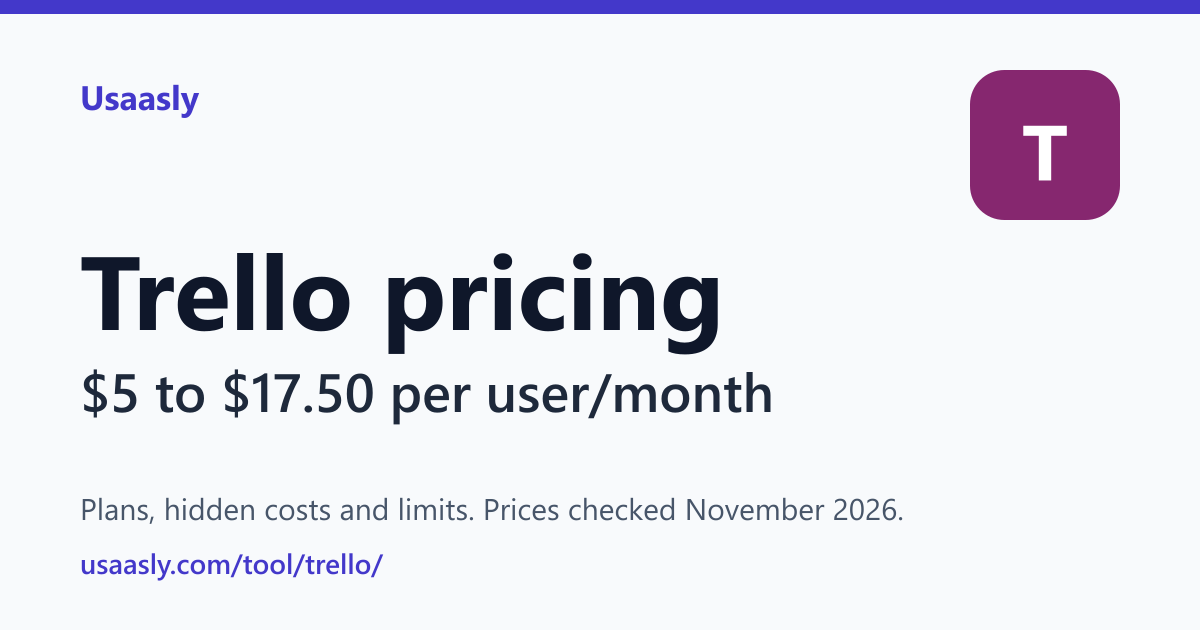 Usaasly
T
Trello pricing
$5 to $17.50 per user/month
Plans, hidden costs and limits. Prices checked November 2026.
usaasly.com/tool/trello/